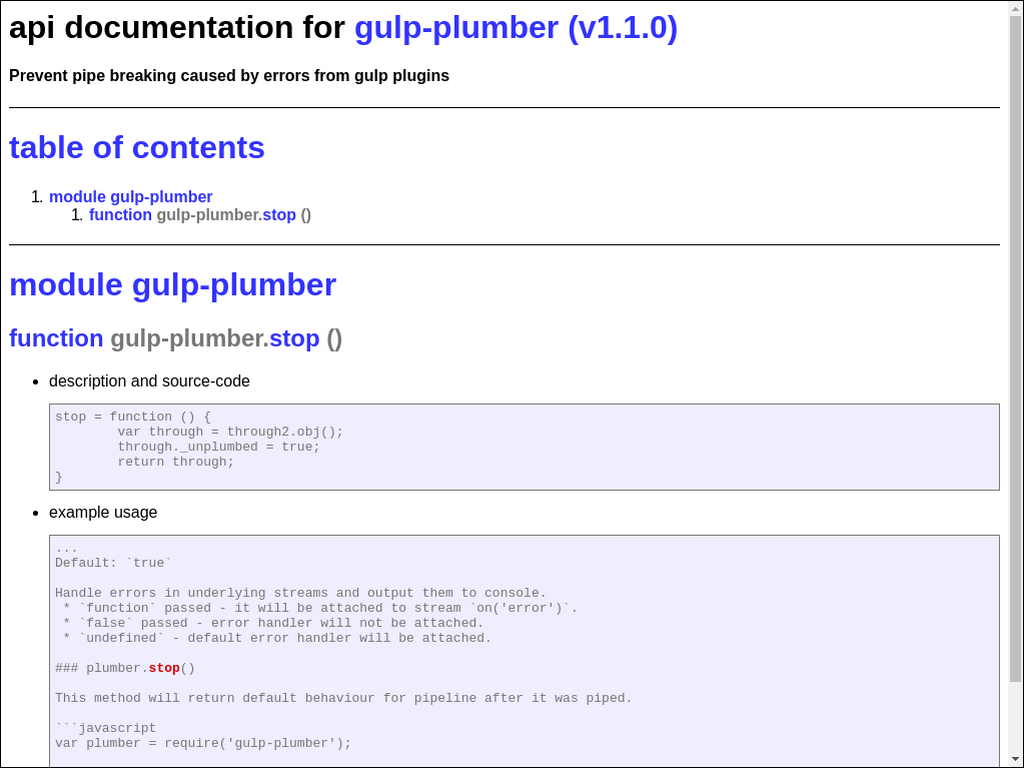 api documentation for gulp-plumber (v1.1.0)
Prevent pipe breaking caused by errors from gulp plugins
table of contents
1. module gulp-plumber
1. function gulp-plumber.stop ()
module gulp-plumber
function gulp-plumber.stop ()
• description and source-code
stop = function () {
        var through = through2.obj();
        through._unplumbed = true;
        return through;
}
• example usage
...
Default: `true`
Handle errors in underlying streams and output them to console.
 * `function` passed - it will be attached to stream `on('error')`.
 * `false` passed - error handler will not be attached.
 * `undefined` - default error handler will be attached.
### plumber.stop()
This method will return default behaviour for pipeline after it was piped.
```javascript
var plumber = require('gulp-plumber');